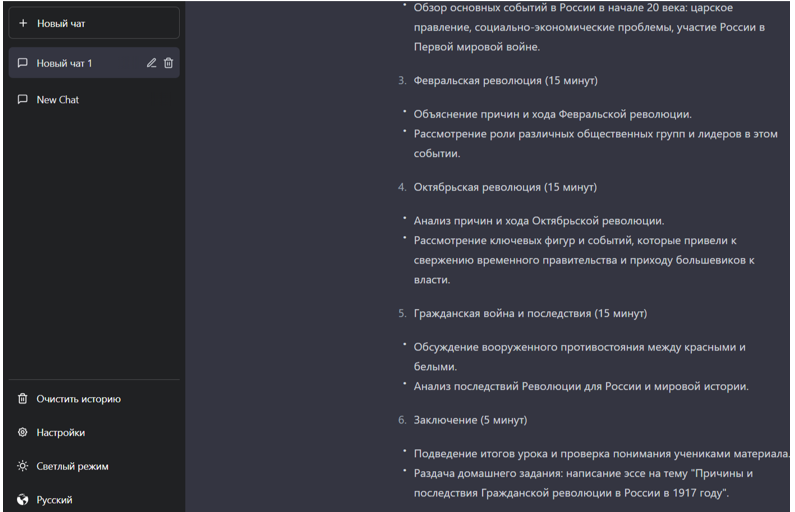 Новый чат
Новый чат 1
New Chat
Очистить историю
Настройки
Светлый режим
Русский
• Обзор основных событий в России в начале 20 века: царское
правление, социально-экономические проблемы, участие России в
Первой мировой войне.
3. Февральская революция (15 минут)
• Объяснение причин и хода Февральской революции.
• Рассмотрение роли различных общественных групп и лидеров в этом
событии.
4. Октябрьская революция (15 минут)
• Анализ причин и хода Октябрьской революции.
• Рассмотрение ключевых фигур и событий, которые привели к
свержению временного правительства и приходу большевиков к
власти.
5. Гражданская война и последствия (15 минут)
• Обсуждение вооруженного противостояния между красными и
белыми.
• Анализ последствий Революции для России и мировой истории.
6. Заключение (5 минут)
• Подведение итогов урока и проверка понимания учениками материала.
• Раздача домашнего задания: написание эссе на тему "Причины и
последствия Гражданской революции в России в 1917 году".